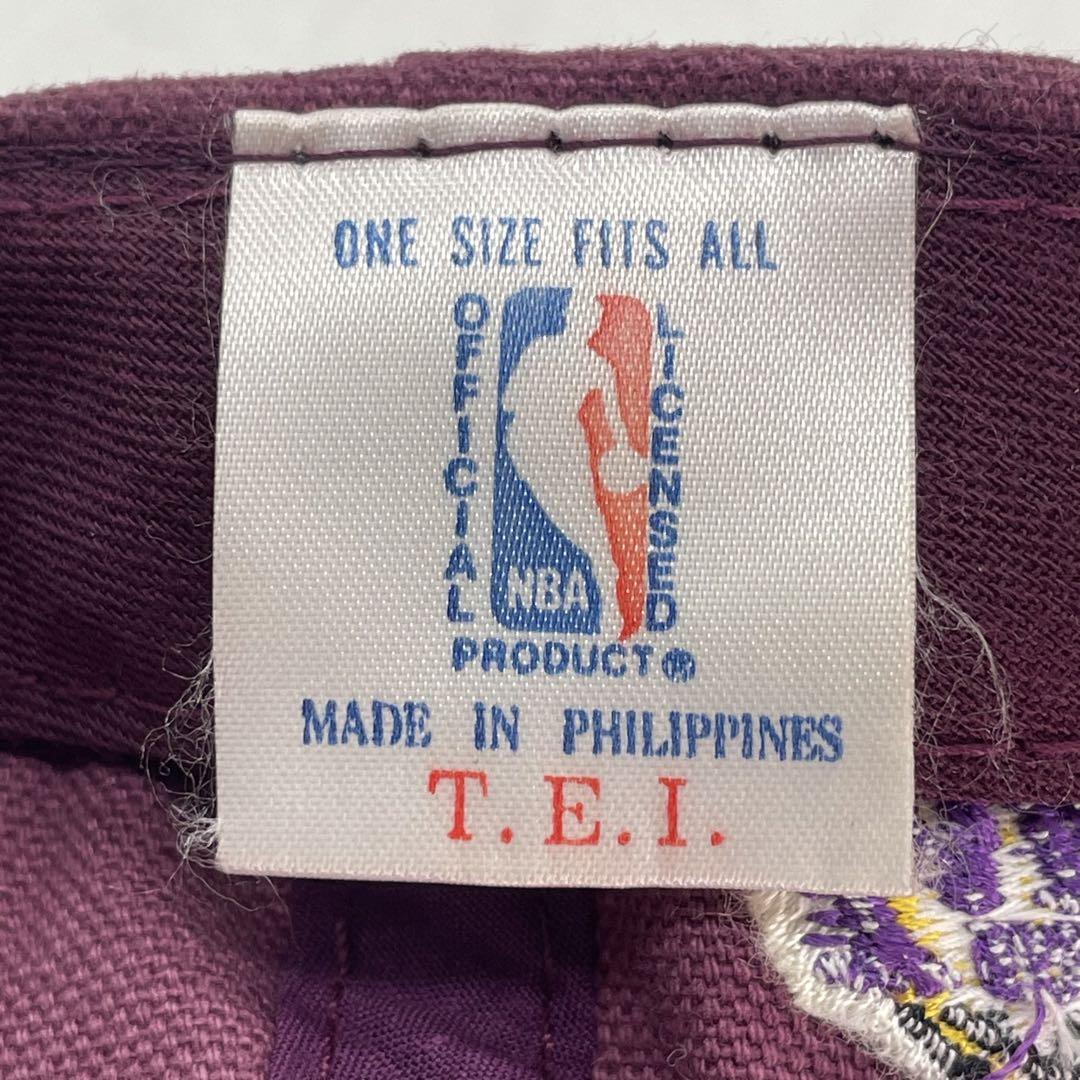 ONE SIZE FITS ALL
OFFICIAL
LICENSED
NBA
PRODUCT®
MADE IN PHILIPPINES
T.E.I.